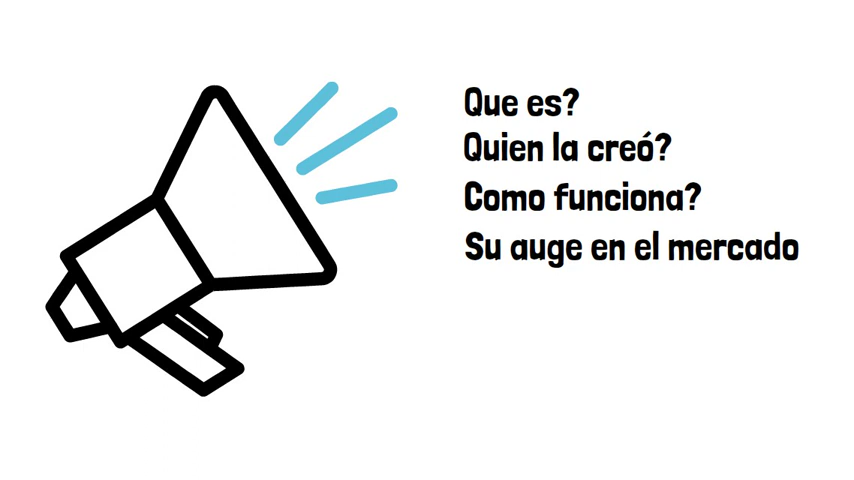 Que es?
Quien la creó?
Como funciona?
Su auge en el mercado